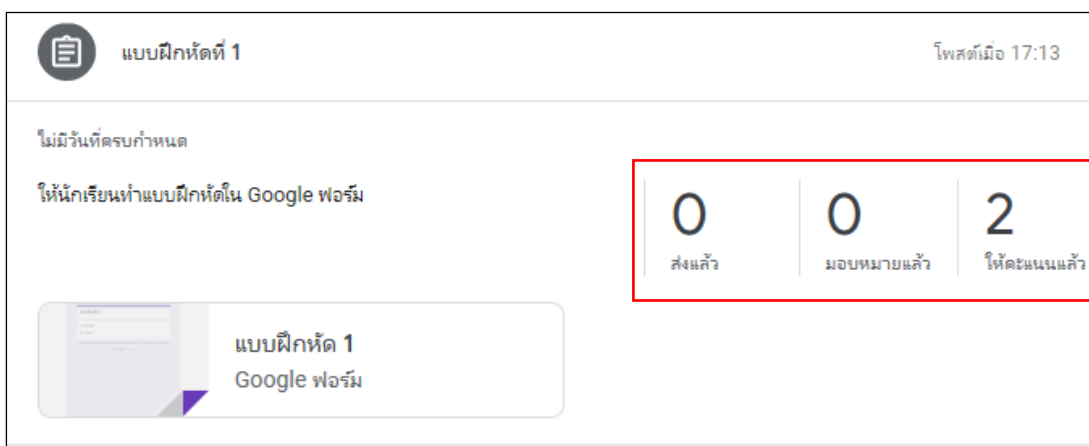 แบบฝึกหัดที่ 1
โพสต์เมื่อ 17:13
ไม่มีวันที่ครบกำหนด
ให้นักเรียนทำแบบฝึกหัดใน Google ฟอร์ม
0
ส่งแล้ว
0
มอบหมายแล้ว
2
ให้คะแนนแล้ว
แบบฝึกหัด 1
Google ฟอร์ม